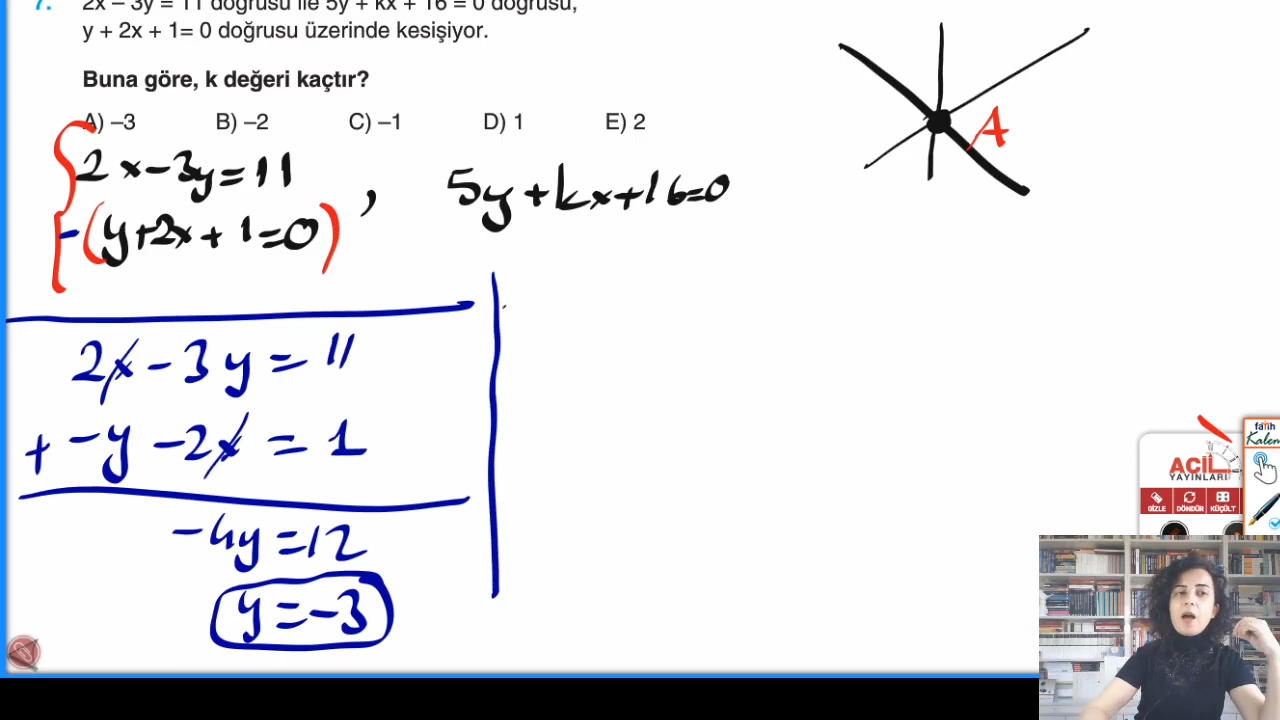 7. 2x – 3y = 11 doğrusu ile 5y + kx + 16 = 0 doğrusu,
y + 2x + 1= 0 doğrusu üzerinde kesişiyor.
Buna göre, k değeri kaçtır?
A) –3 B) –2 C) –1 D) 1 E) 2
2x-3y=11 , 5y+kx+16=0
-(y+2x+1=0)
A
2x-3y=11
+ -y-2x=1
-4y=12
y=-3
fatih
Kalem
ACİL
YAYINLARI
GİZLE DÖNDÜR KÜÇÜLT